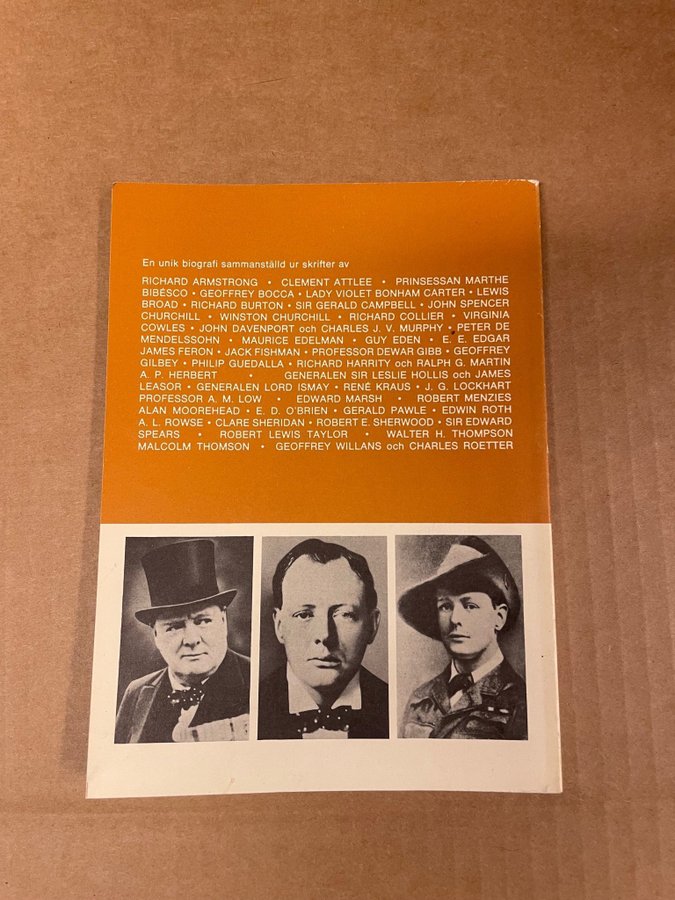 En unik biografi sammanställd ur skrifter av
RICHARD ARMSTRONG • CLEMENT ATTLEE • PRINSESSAN MARTHE
BIBÉSCO • GEOFFREY BOCCA • LADY VIOLET BONHAM CARTER • LEWIS
BROAD • RICHARD BURTON • SIR GERALD CAMPBELL • JOHN SPENCER
CHURCHILL • WINSTON CHURCHILL • RICHARD COLLIER • VIRGINIA
COWLES • JOHN DAVENPORT och CHARLES J. V. MURPHY • PETER DE
MENDELSSOHN • MAURICE EDELMAN • GUY EDEN • E. E. EDGAR
JAMES FERON • JACK FISHMAN • PROFESSOR DEWAR GIBB • GEOFFREY
GILBEY • PHILIP GUEDALLA • RICHARD HARRITY och RALPH G. MARTIN
A. P. HERBERT • GENERALEN SIR LESLIE HOLLIS och JAMES
LEASOR • GENERALEN LORD ISMAY • RENÉ KRAUS • J. G. LOCKHART
PROFESSOR A. M. LOW • EDWARD MARSH • ROBERT MENZIES
ALAN MOOREHEAD • E. D. O'BRIEN • GERALD PAWLE • EDWIN ROTH
A. L. ROWSE • CLARE SHERIDAN • ROBERT E. SHERWOOD • SIR EDWARD
SPEARS • ROBERT LEWIS TAYLOR • WALTER H. THOMPSON
MALCOLM THOMSON • GEOFFREY WILLANS och CHARLES ROETTER